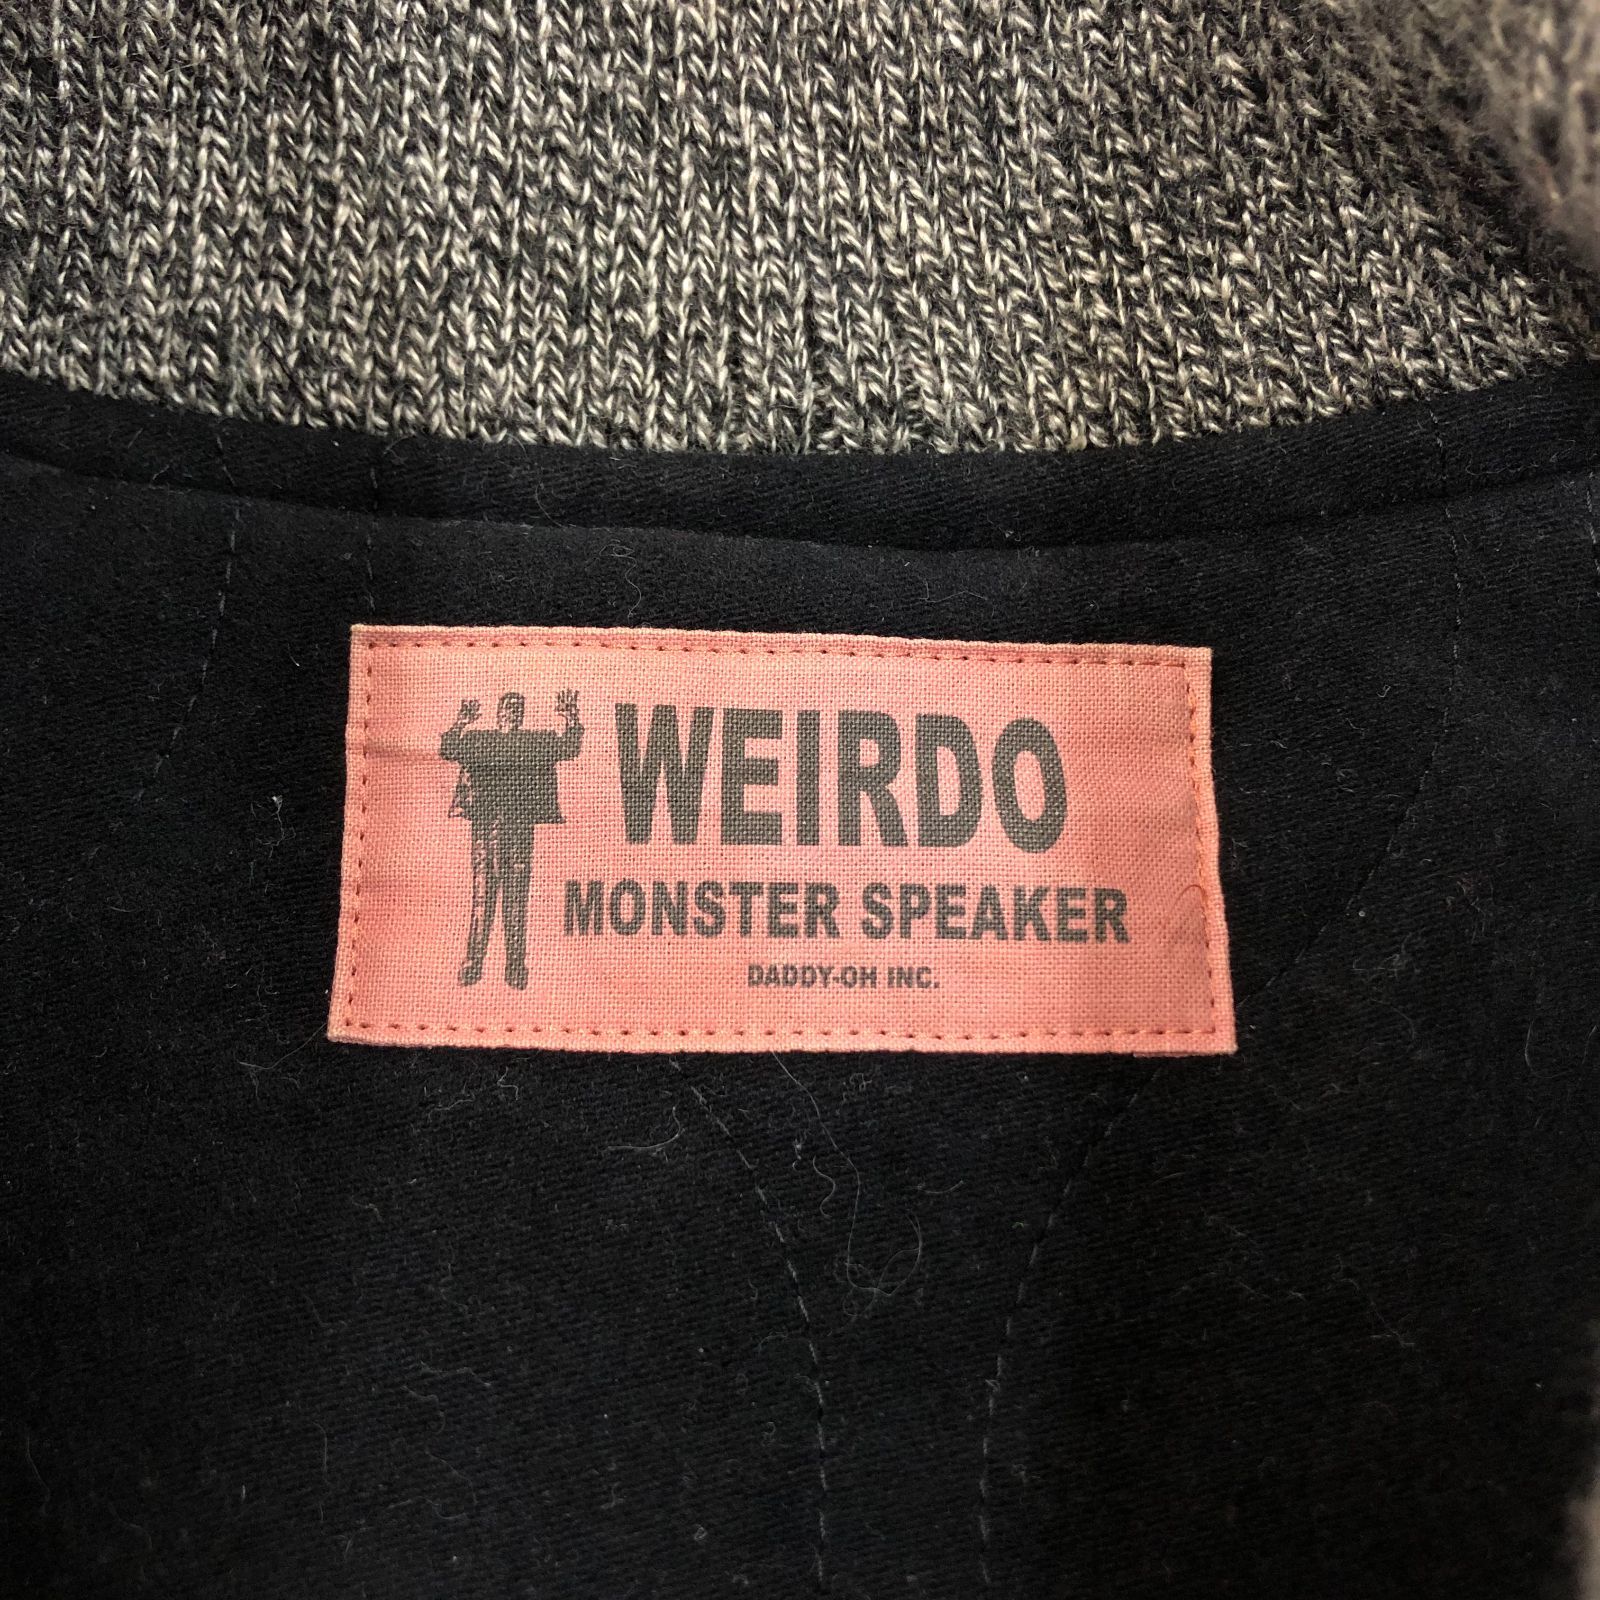 WEIRDO
MONSTER SPEAKER
DADDY-OH INC.